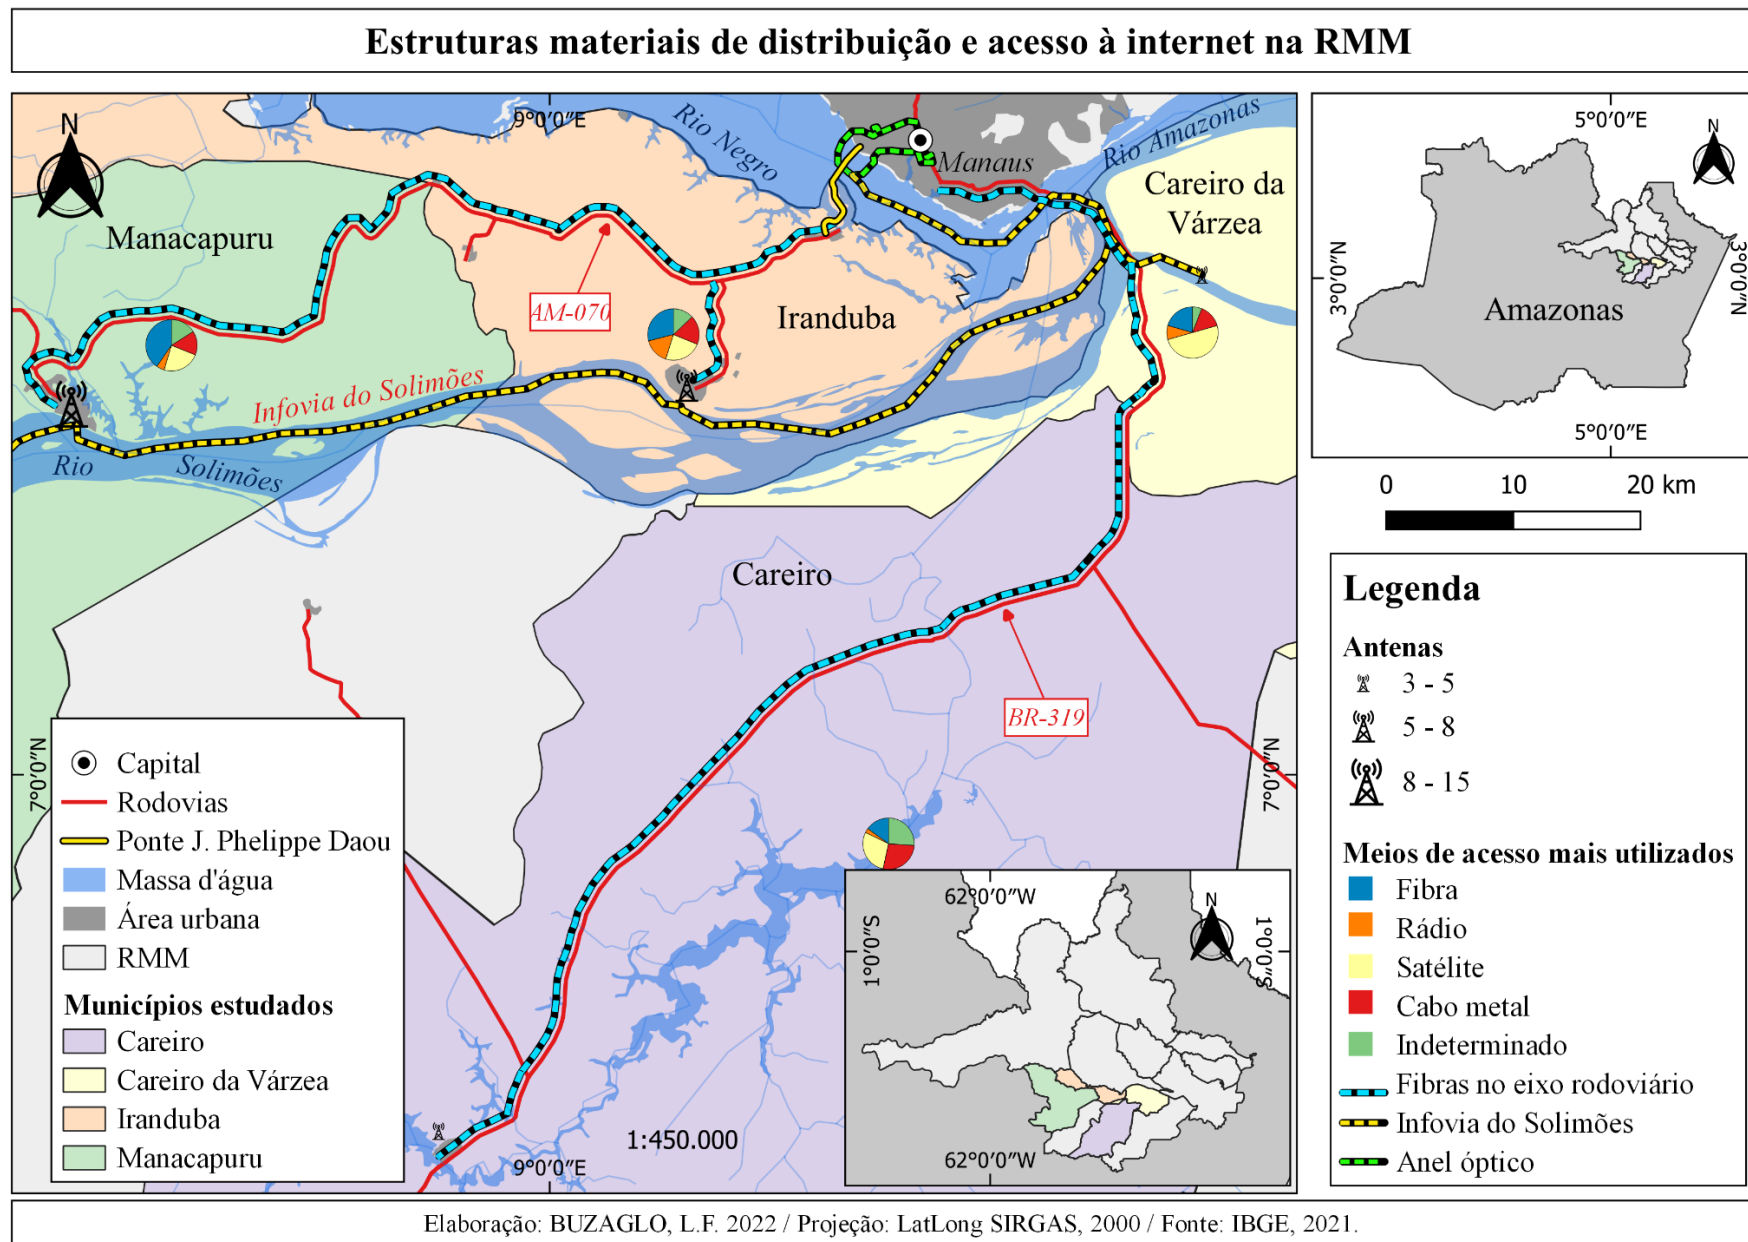 Estruturas materiais de distribuição e acesso à internet na RMM
N
9°0'0"E
Rio Negro
Manaus
Rio Amazonas
Careiro da
Várzea
Manacapuru
AM-070
Iranduba
Infovia do Solimões
Rio Solimões
Careiro
BR-319
7°0'0"N
7°0'0"N
Capital
Rodovias
Ponte J. Phelippe Daou
Massa d'água
Área urbana
RMM
Municípios estudados
Careiro
Careiro da Várzea
Iranduba
Manacapuru
9°0'0"E
1:450.000
62°0'0"W
N
1°0'0"S
1°0'0"S
62°0'0"W
5°0'0"E
N
3°0'0"N
3°0'0"N
Amazonas
5°0'0"E
0 10 20 km
Legenda
Antenas
3 - 5
5 - 8
8 - 15
Meios de acesso mais utilizados
Fibra
Rádio
Satélite
Cabo metal
Indeterminado
Fibras no eixo rodoviário
Infovia do Solimões
Anel óptico
Elaboração: BUZAGLO, L.F. 2022 / Projeção: LatLong SIRGAS, 2000 / Fonte: IBGE, 2021.